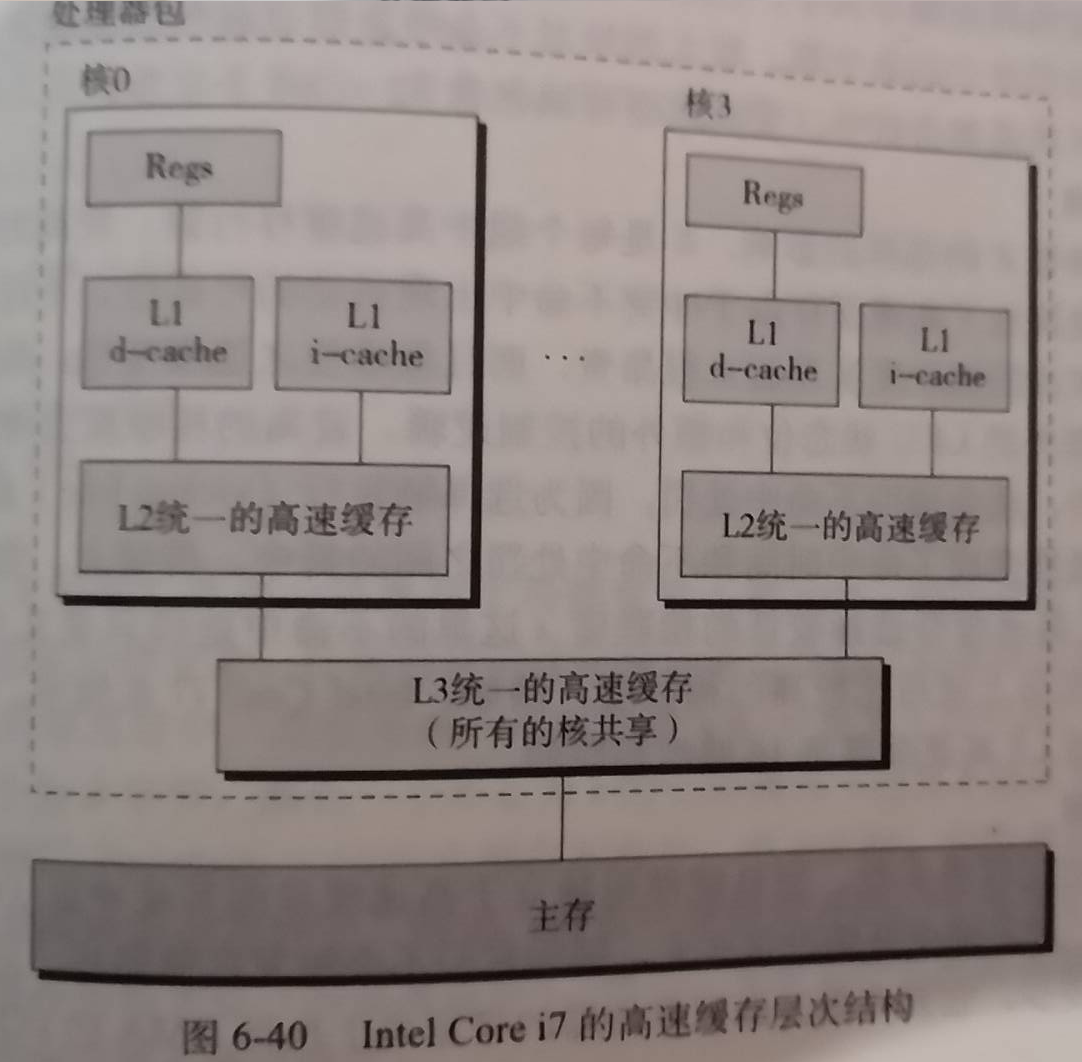 处理器包
核0
核3
Regs
Regs
L1
d-cache
L1
i-cache
...
L1
d-cache
L1
i-cache
L2统一的高速缓存
L2统一的高速缓存
L3统一的高速缓存
（所有的核共享）
主存
图 6-40 Intel Core i7 的高速缓存层次结构